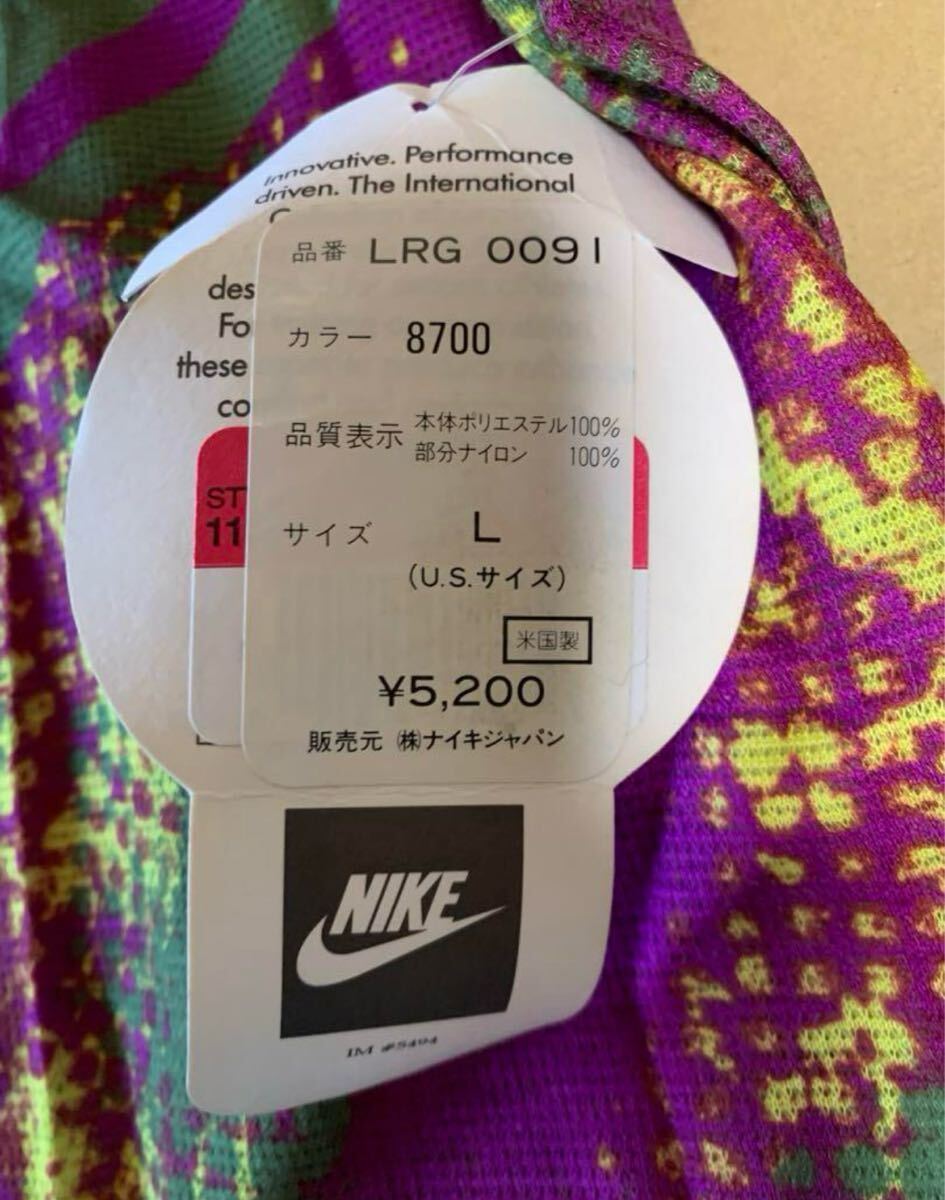 Innovative. Performance
driven. The International
品番 LRG 0091
des
Fo
カラー 8700
these
co
品質表示 本体ポリエステル100%
部分ナイロン 100%
ST
11
サイズ L
(U.S.サイズ)
米国製
¥5,200
販売元 ㈱ナイキジャパン
NIKE
IM #5494